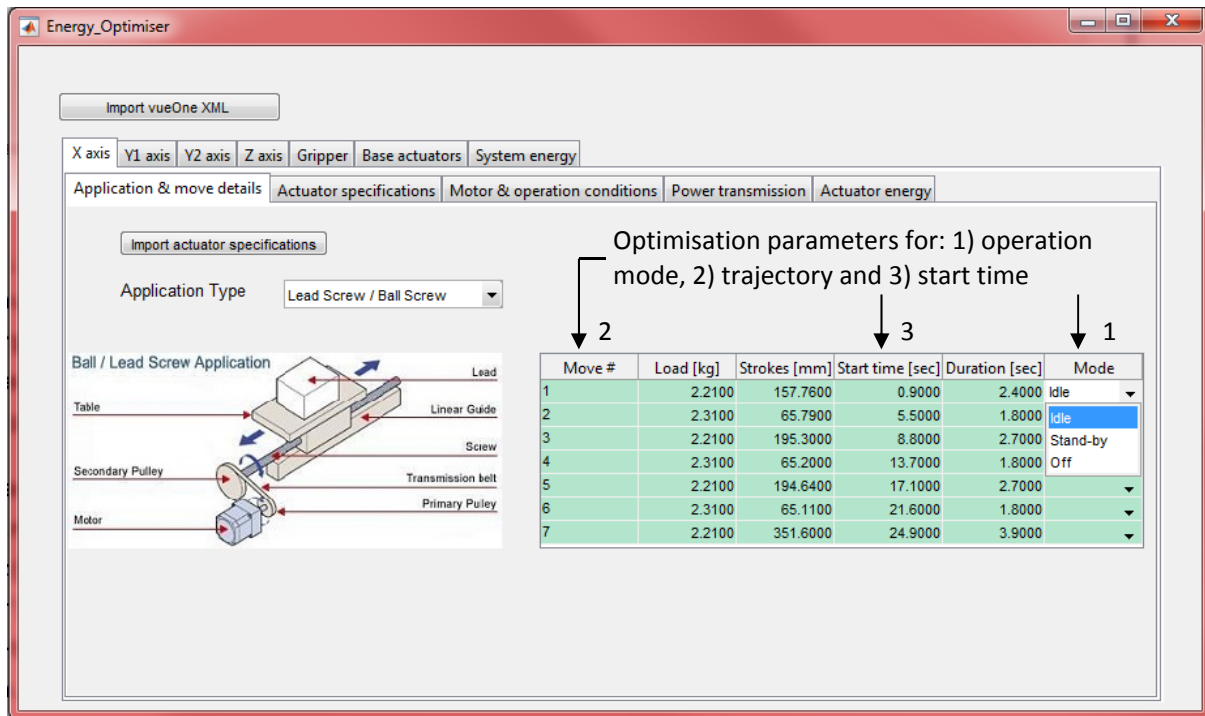 Energy_Optimiser
Import vueOne XML
X axis Y1 axis Y2 axis Z axis Gripper Base actuators System energy
Application & move details Actuator specifications Motor & operation conditions Power transmission Actuator energy
Import actuator specifications
Optimisation parameters for: 1) operation
mode, 2) trajectory and 3) start time
Application Type Lead Screw / Ball Screw
2 3 1
Ball / Lead Screw Application
Load
Table
Linear Guide
Screw
Secondary Pulley
Transmission belt
Primary Puley
Motor
Move # Load [kg] Strokes [mm] Start time [sec] Duration [sec] Mode
1 2.2100 157.7600 0.9000 2.4000 Idle
2 2.3100 65.7900 5.5000 1.8000 Idle
3 2.2100 195.3000 8.8000 2.7000 Stand-by
4 2.3100 65.2000 13.7000 1.8000 Off
5 2.2100 194.6400 17.1000 2.7000
6 2.3100 65.1100 21.6000 1.8000
7 2.2100 351.6000 24.9000 3.9000